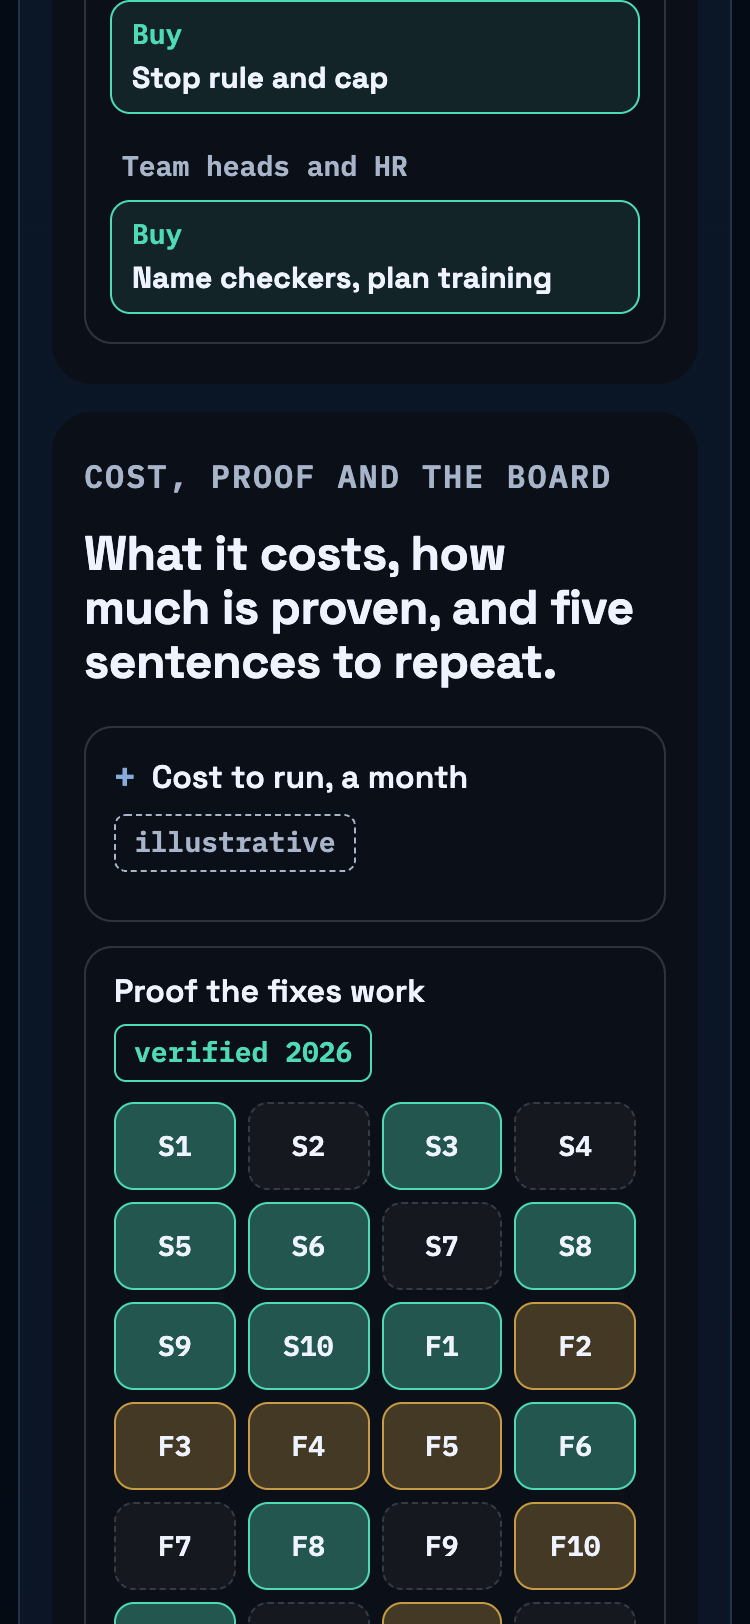 Buy
Stop rule and cap
Team heads and HR
Buy
Name checkers, plan training
COST, PROOF AND THE BOARD
What it costs, how
much is proven, and five
sentences to repeat.
+ Cost to run, a month
illustrative
Proof the fixes work
verified 2026
S1 S2 S3 S4
S5 S6 S7 S8
S9 S10 F1 F2
F3 F4 F5 F6
F7 F8 F9 F10